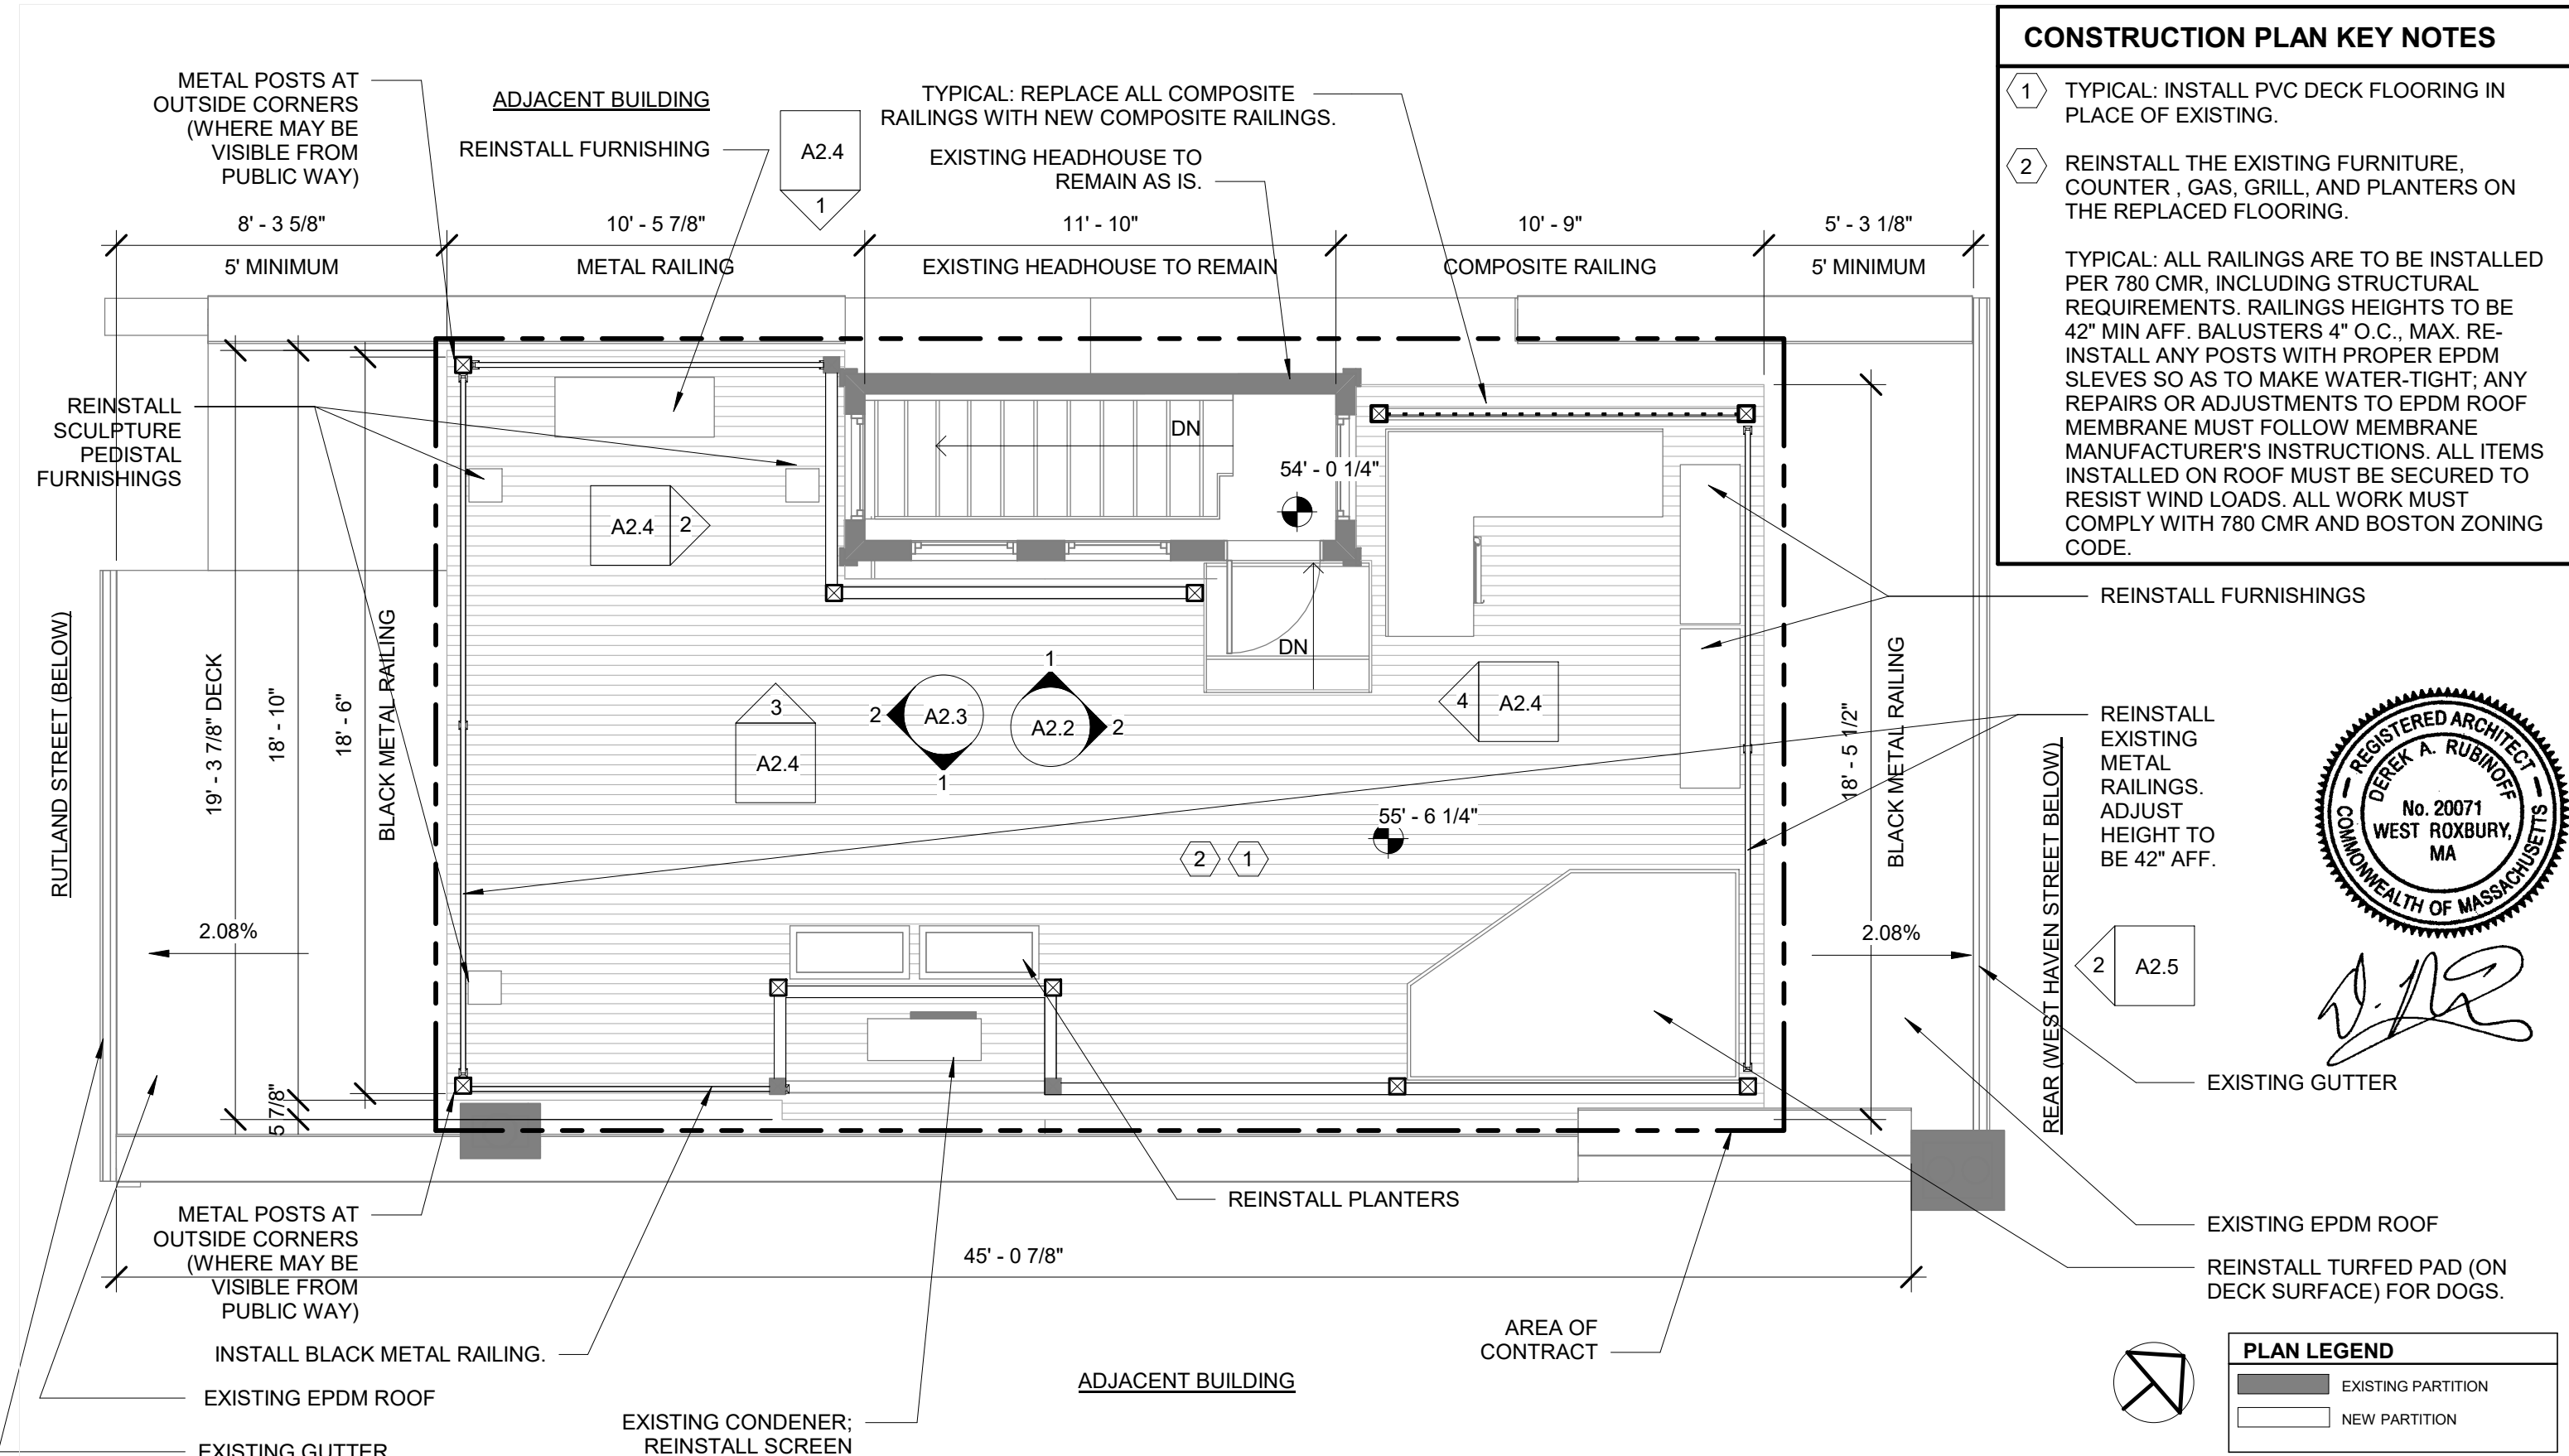 CONSTRUCTION PLAN KEY NOTES
1 TYPICAL: INSTALL PVC DECK FLOORING IN
PLACE OF EXISTING.
2 REINSTALL THE EXISTING FURNITURE,
COUNTER , GAS, GRILL, AND PLANTERS ON
THE REPLACED FLOORING.
TYPICAL: ALL RAILINGS ARE TO BE INSTALLED
PER 780 CMR, INCLUDING STRUCTURAL
REQUIREMENTS. RAILINGS HEIGHTS TO BE
42" MIN AFF. BALUSTERS 4" O.C., MAX. RE-
INSTALL ANY POSTS WITH PROPER EPDM
SLEVES SO AS TO MAKE WATER-TIGHT; ANY
REPAIRS OR ADJUSTMENTS TO EPDM ROOF
MEMBRANE MUST FOLLOW MEMBRANE
MANUFACTURER'S INSTRUCTIONS. ALL ITEMS
INSTALLED ON ROOF MUST BE SECURED TO
RESIST WIND LOADS. ALL WORK MUST
COMPLY WITH 780 CMR AND BOSTON ZONING
CODE.
METAL POSTS AT
OUTSIDE CORNERS
(WHERE MAY BE
VISIBLE FROM
PUBLIC WAY)
ADJACENT BUILDING
REINSTALL FURNISHING
A2.4
1
TYPICAL: REPLACE ALL COMPOSITE
RAILINGS WITH NEW COMPOSITE RAILINGS.
EXISTING HEADHOUSE TO
REMAIN AS IS.
8' - 3 5/8"
10' - 5 7/8"
11' - 10"
10' - 9"
5' - 3 1/8"
5' MINIMUM
METAL RAILING
EXISTING HEADHOUSE TO REMAIN
COMPOSITE RAILING
5' MINIMUM
REINSTALL
SCULPTURE
PEDISTAL
FURNISHINGS
DN
54' - 0 1/4"
A2.4
2
REINSTALL FURNISHINGS
RUTLAND STREET (BELOW)
19' - 3 7/8" DECK
18' - 10"
18' - 6"
BLACK METAL RAILING
5 7/8"
DN
3
A2.4
2
A2.3
1
1
A2.2
2
4
A2.4
18' - 5 1/2"
BLACK METAL RAILING
REAR (WEST HAVEN STREET BELOW)
REINSTALL
EXISTING
METAL
RAILINGS.
ADJUST
HEIGHT TO
BE 42" AFF.
REGISTERED ARCHITECT
DEREK A. RUBINOFF
No. 20071
WEST ROXBURY,
MA
COMMONWEALTH OF MASSACHUSETTS
55' - 6 1/4"
2
1
2.08%
2.08%
2
A2.5
EXISTING GUTTER
METAL POSTS AT
OUTSIDE CORNERS
(WHERE MAY BE
VISIBLE FROM
PUBLIC WAY)
REINSTALL PLANTERS
EXISTING EPDM ROOF
45' - 0 7/8"
REINSTALL TURFED PAD (ON
DECK SURFACE) FOR DOGS.
INSTALL BLACK METAL RAILING.
AREA OF
CONTRACT
EXISTING EPDM ROOF
ADJACENT BUILDING
EXISTING CONDENER;
REINSTALL SCREEN
EXISTING GUTTER
PLAN LEGEND
EXISTING PARTITION
NEW PARTITION